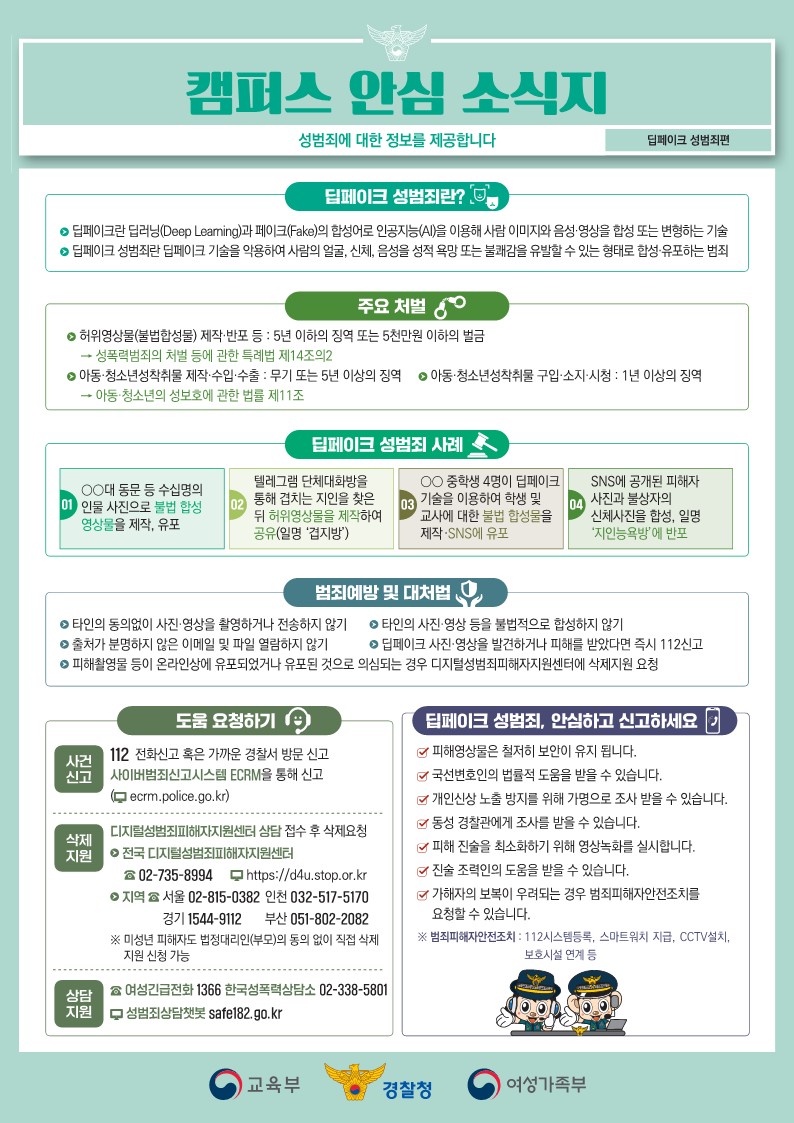 캠퍼스 안심 소식지
성범죄에 대한 정보를 제공합니다
딥페이크 성범죄편
딥페이크 성범죄란?
딥페이크란 딥러닝(Deep Learning)과 페이크(Fake)의 합성어로 인공지능(AI)을 이용해 사람 이미지와 음성·영상을 합성 또는 변형하는 기술
딥페이크 성범죄란 딥페이크 기술을 악용하여 사람의 얼굴, 신체, 음성을 성적 욕망 또는 불쾌감을 유발할 수 있는 형태로 합성·유포하는 범죄
주요 처벌
허위영상물(불법합성물) 제작·반포 등 : 5년 이하의 징역 또는 5천만원 이하의 벌금
→ 성폭력범죄의 처벌 등에 관한 특례법 제14조의2
아동·청소년성착취물 제작·수입·수출 : 무기 또는 5년 이상의 징역
아동·청소년성착취물 구입·소지·시청 : 1년 이상의 징역
→ 아동·청소년의 성보호에 관한 법률 제11조
딥페이크 성범죄 사례
01
○○대 동문 등 수십명의
인물 사진으로 불법 합성
영상물을 제작, 유포
02
텔레그램 단체대화방을
통해 겹치는 지인을 찾은
뒤 허위영상물을 제작하여
공유(일명 ‘겹지방’)
03
○○ 중학생 4명이 딥페이크
기술을 이용하여 학생 및
교사에 대한 불법 합성물을
제작·SNS에 유포
04
SNS에 공개된 피해자
사진과 불상자의
신체사진을 합성, 일명
‘지인능욕방’에 반포
범죄예방 및 대처법
타인의 동의없이 사진·영상을 촬영하거나 전송하지 않기
타인의 사진·영상 등을 불법적으로 합성하지 않기
출처가 분명하지 않은 이메일 및 파일 열람하지 않기
딥페이크 사진·영상을 발견하거나 피해를 받았다면 즉시 112신고
피해촬영물 등이 온라인상에 유포되었거나 유포된 것으로 의심되는 경우 디지털성범죄피해자지원센터에 삭제지원 요청
도움 요청하기
사건
신고
112 전화신고 혹은 가까운 경찰서 방문 신고
사이버범죄신고시스템 ECRM을 통해 신고
( ecrm.police.go.kr)
삭제
지원
디지털성범죄피해자지원센터 상담 접수 후 삭제요청
전국 디지털성범죄피해자지원센터
☎ 02-735-8994 https://d4u.stop.or.kr
지역 ☎ 서울 02-815-0382 인천 032-517-5170
경기 1544-9112 부산 051-802-2082
※ 미성년 피해자도 법정대리인(부모)의 동의 없이 직접 삭제
지원 신청 가능
상담
지원
☎ 여성긴급전화 1366 한국성폭력상담소 02-338-5801
성범죄상담챗봇 safe182.go.kr
딥페이크 성범죄, 안심하고 신고하세요
피해영상물은 철저히 보안이 유지 됩니다.
국선변호인의 법률적 도움을 받을 수 있습니다.
개인신상 노출 방지를 위해 가명으로 조사 받을 수 있습니다.
동성 경찰관에게 조사를 받을 수 있습니다.
피해 진술을 최소화하기 위해 영상녹화를 실시합니다.
진술 조력인의 도움을 받을 수 있습니다.
가해자의 보복이 우려되는 경우 범죄피해자안전조치를
요청할 수 있습니다.
※ 범죄피해자안전조치 : 112시스템등록, 스마트워치 지급, CCTV설치,
보호시설 연계 등
교육부
경찰청
여성가족부